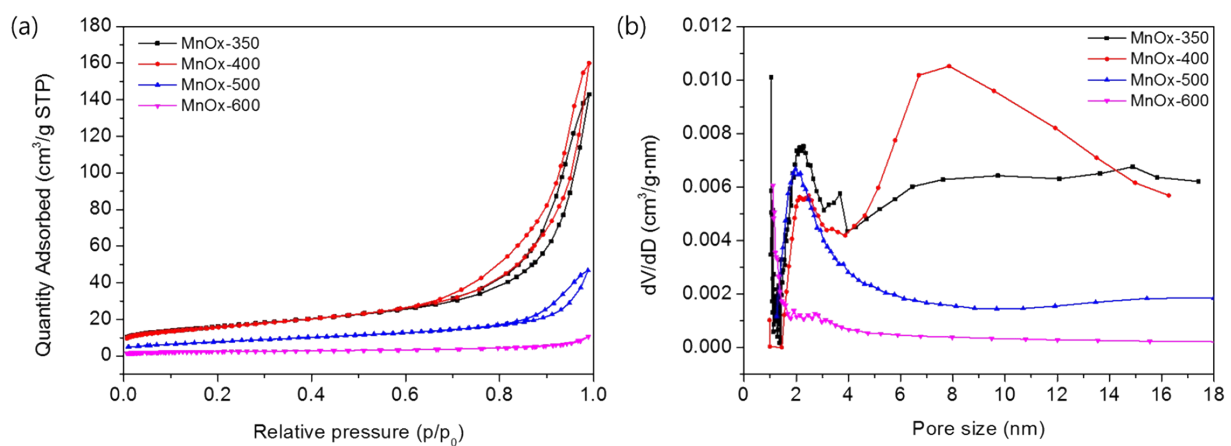 (a)
180
160
140
120
100
80
60
40
20
0
0.0 0.2 0.4 0.6 0.8 1.0
Quantity Adsorbed (cm³/g STP)
Relative pressure (p/p₀)
MnOx-350
MnOx-400
MnOx-500
MnOx-600
(b)
0.012
0.010
0.008
0.006
0.004
0.002
0.000
0 2 4 6 8 10 12 14 16 18
dV/dD (cm³/g·nm)
Pore size (nm)
MnOx-350
MnOx-400
MnOx-500
MnOx-600